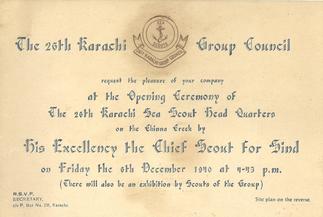 The 26th Karachi Group Council
request the pleasure of your company
at the Opening Ceremony of
The 26th Karachi Sea Scout Head Quarters
on the Chinna Creek by
His Excellency the Chief Scout for Sind
on Friday the 6th December 1940 at 4-45 p.m.
(There will also be an exhibition by Scouts of the Group)
R.S.V.P.
SECRETARY,
c/o P. Box No. Karachi
Site plan on the reverse.